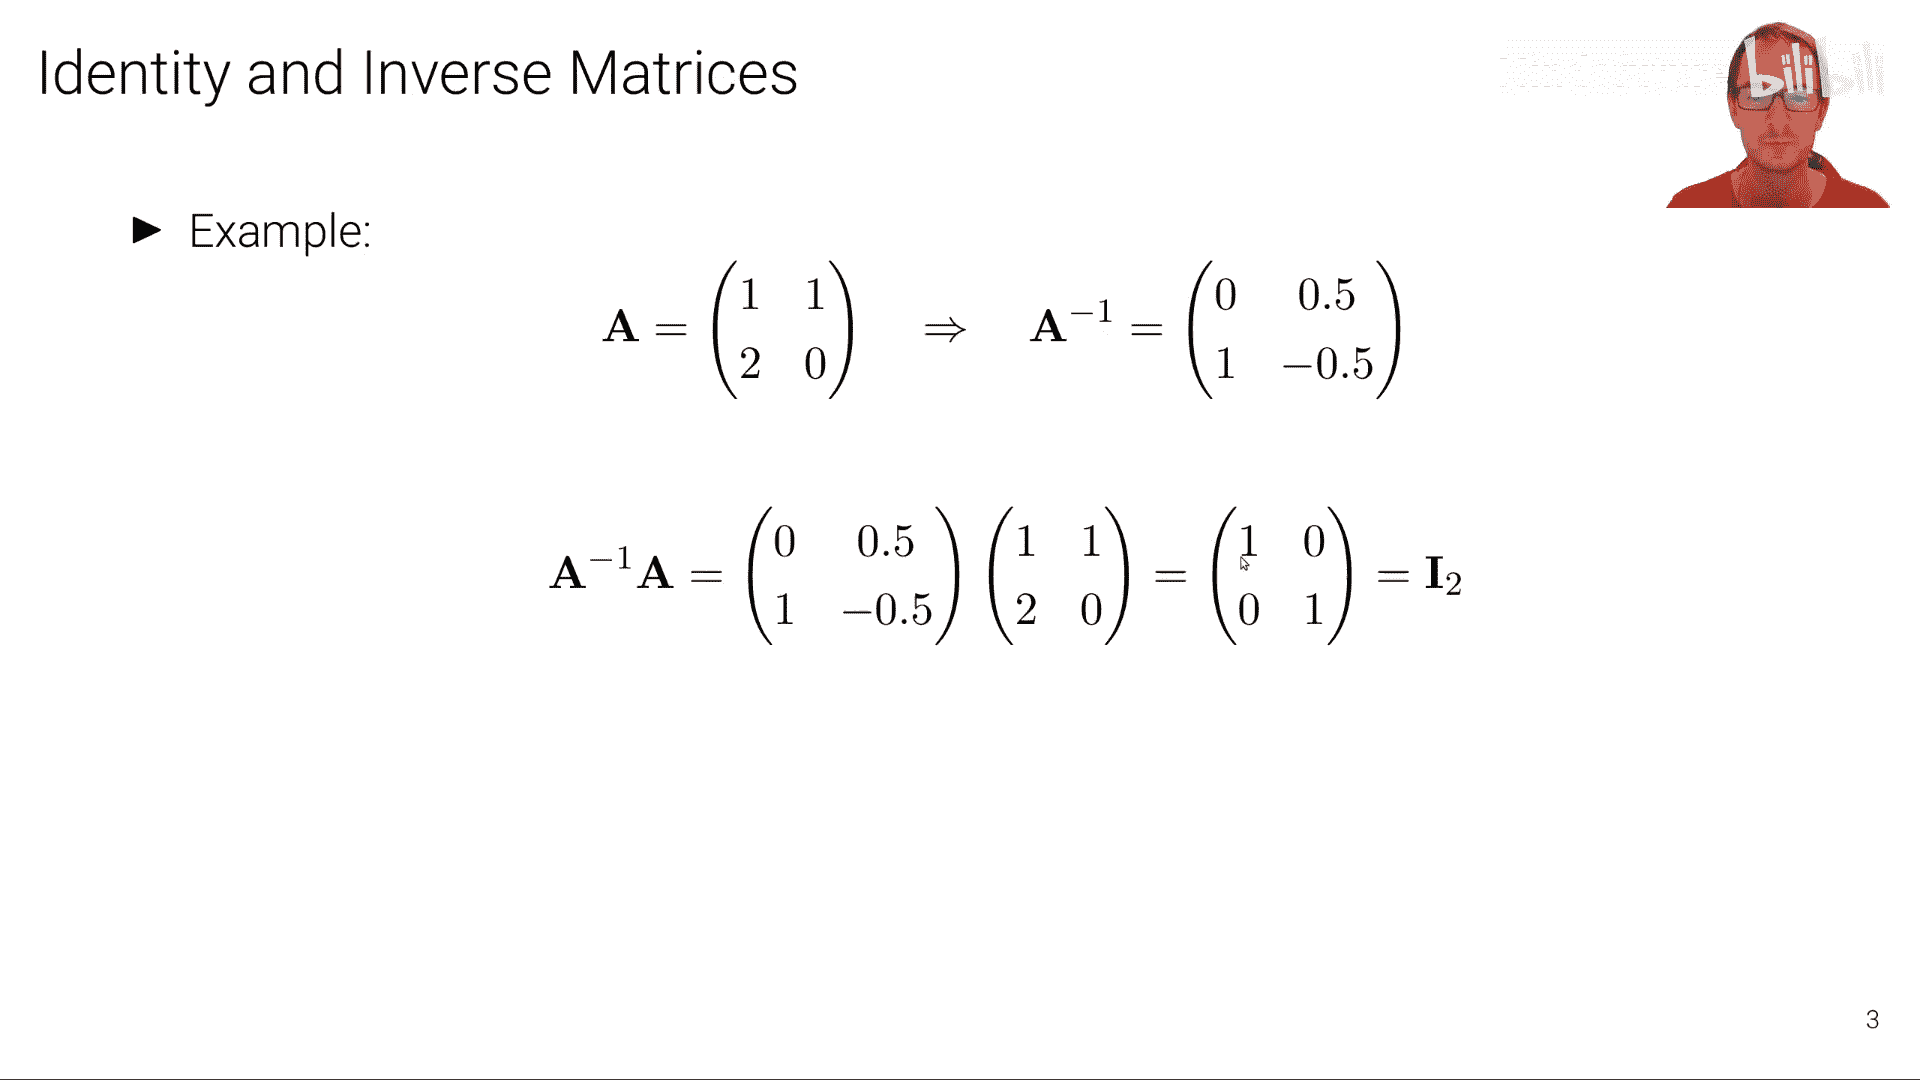 Identity and Inverse Matrices
► Example:
A = (1 1; 2 0) ⇒ A⁻¹ = (0 0.5; 1 −0.5)
A⁻¹A = (0 0.5; 1 −0.5) (1 1; 2 0) = (1 0; 0 1) = I₂
bilibili
3